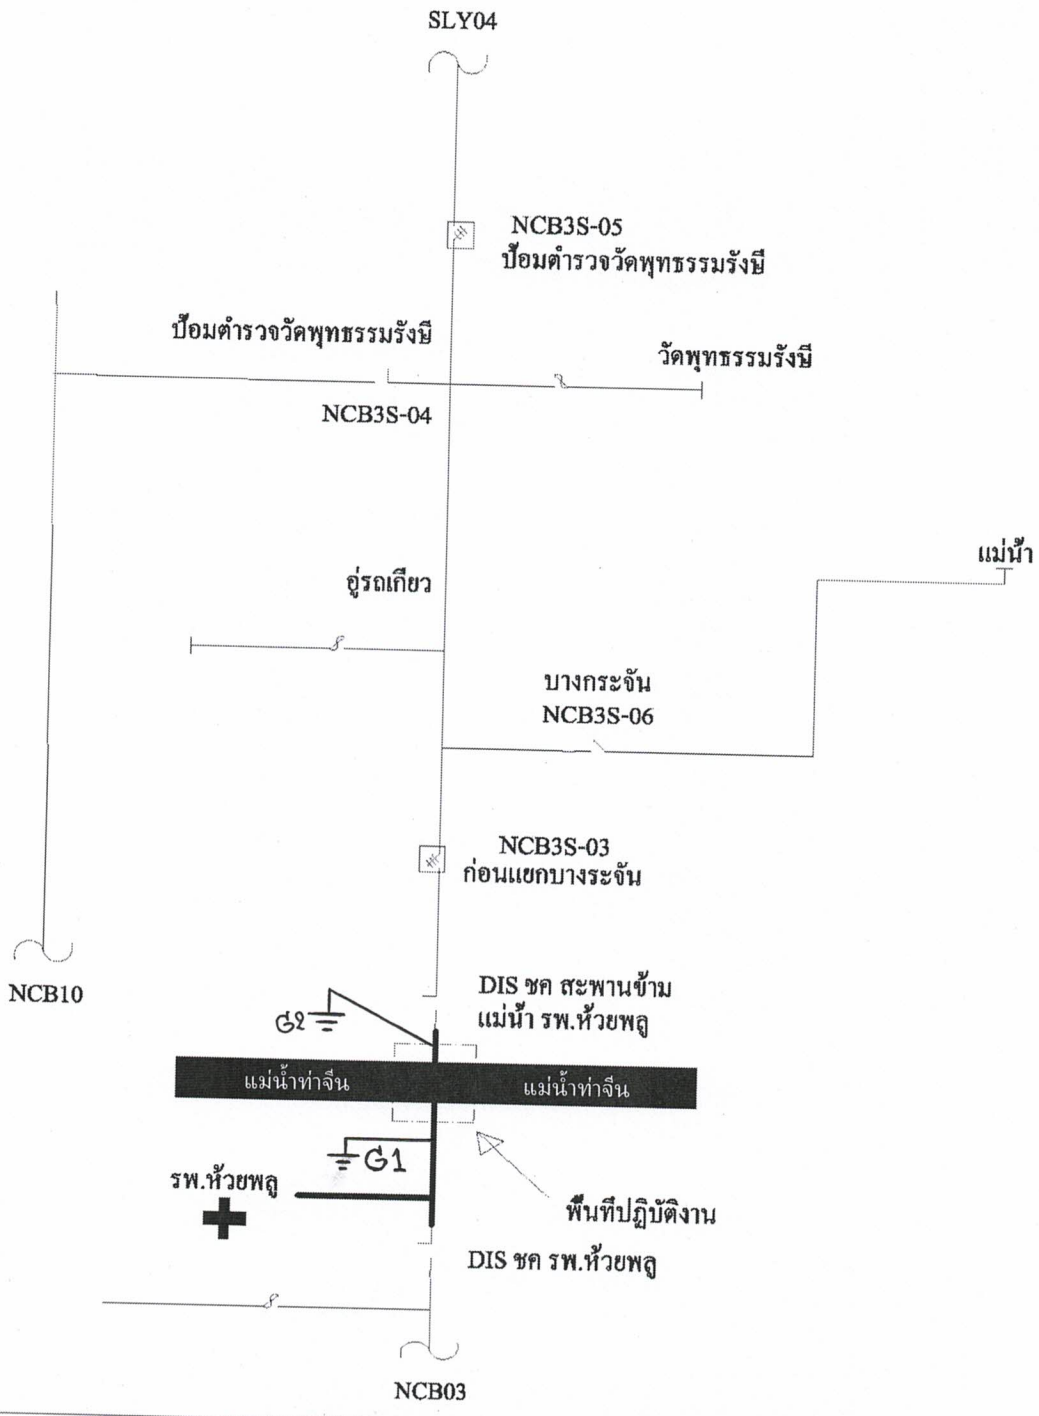 SLY04
NCB3S-05
ป้อมตำรวจวัดพุทธธรรมรังษี
ป้อมตำรวจวัดพุทธรรมรังษี
วัดพุทธรรมรังษี
NCB3S-04
แม่น้ำ
อู่รถเกียว
บางกระจัน
NCB3S-06
NCB3S-03
ก่อนแยกบางระจัน
NCB10
DIS ชค สะพานข้าม
แม่น้ำ รพ.ห้วยพลู
G2
แม่น้ำท่าจีน
แม่น้ำท่าจีน
G1
รพ.ห้วยพลู
พื้นที่ปฏิบัติงาน
DIS ชค รพ.ห้วยพลู
NCB03